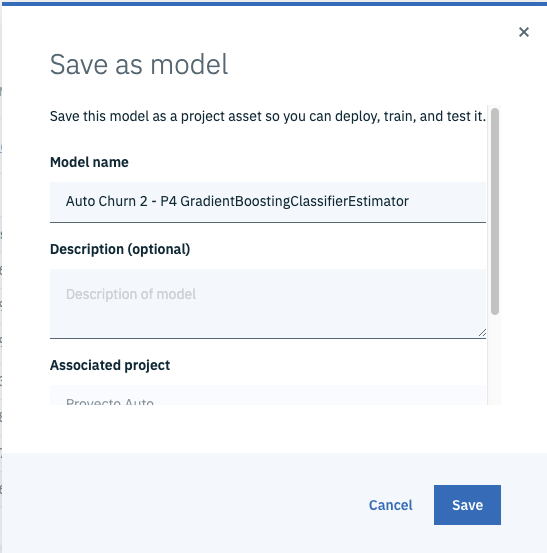 Save as model
Save this model as a project asset so you can deploy, train, and test it.
Model name
Auto Churn 2 - P4 GradientBoostingClassifierEstimator
Description (optional)
Description of model
Associated project
Proyecto Auto
Cancel
Save